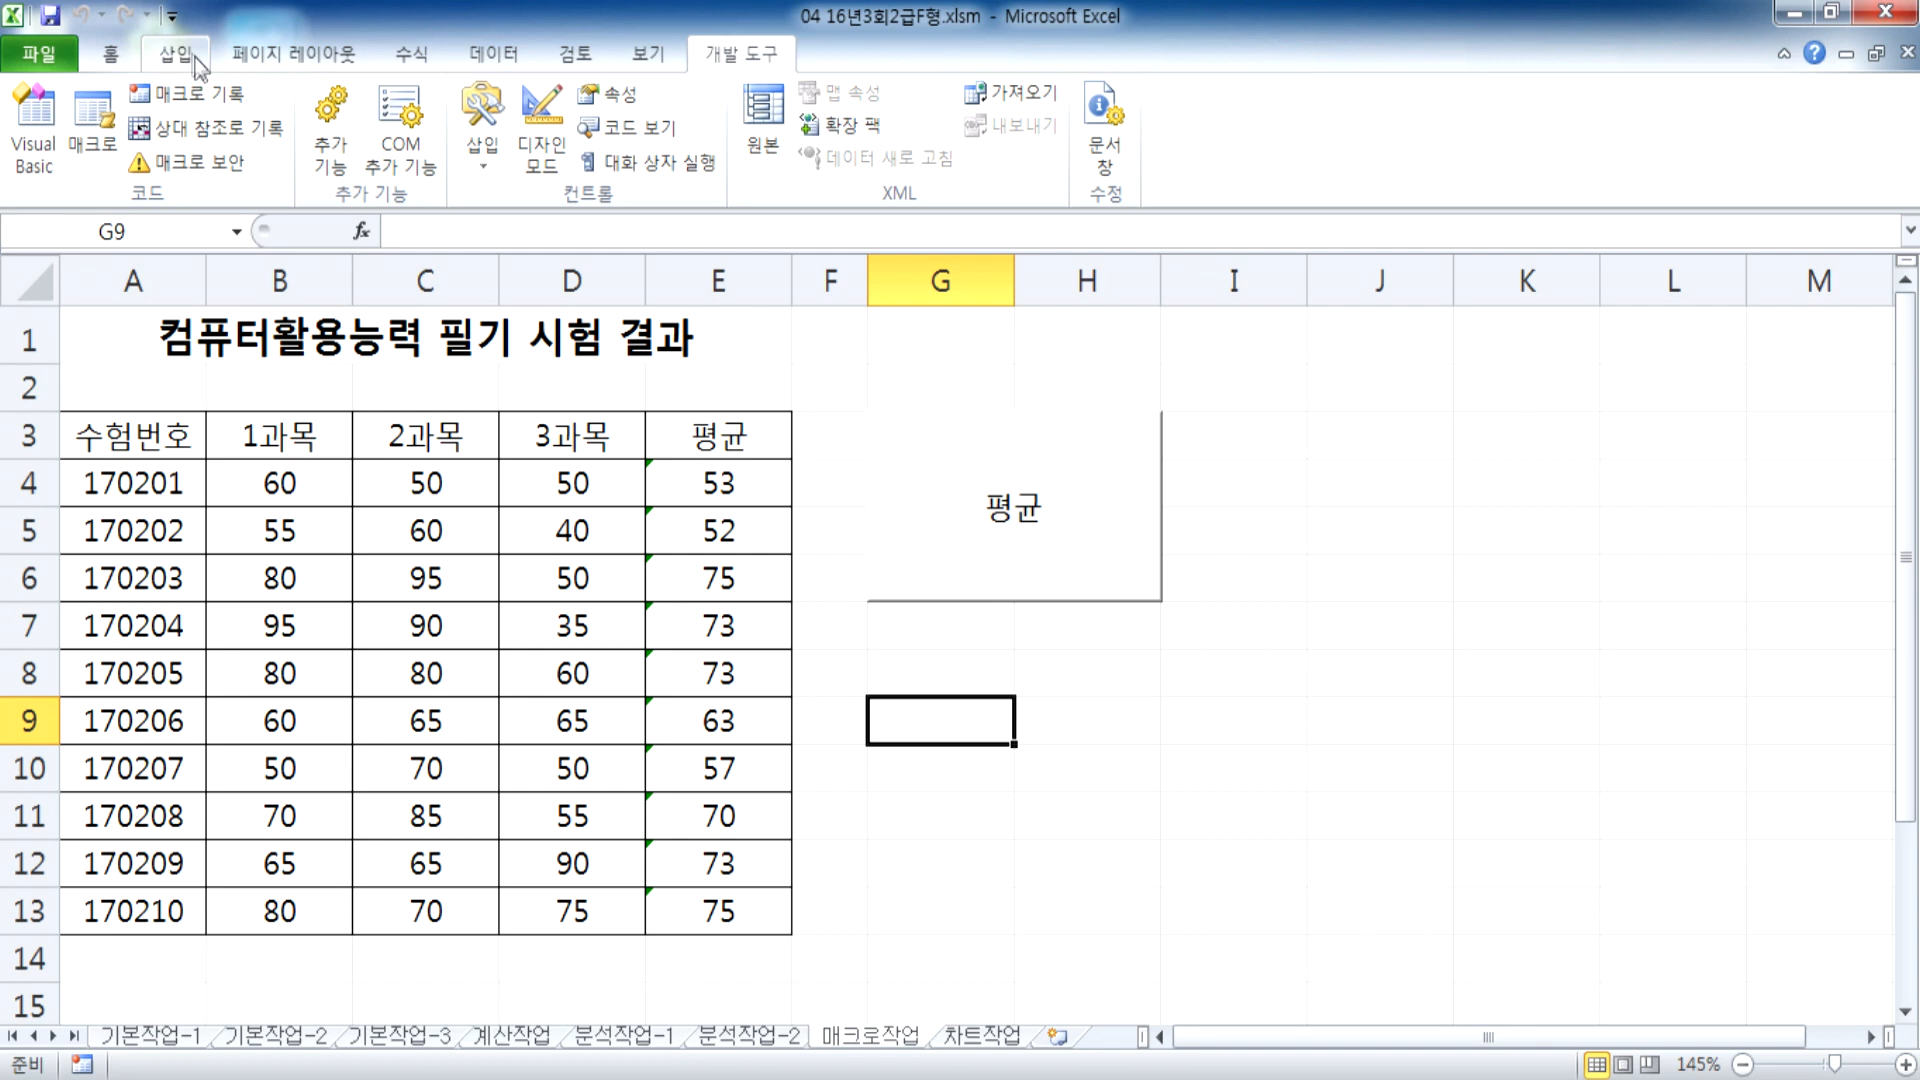 04 16년3회2급F형.xlsm - Microsoft Excel
파일 홈 삽입 페이지 레이아웃 수식 데이터 검토 보기 개발 도구
Visual Basic
매크로
매크로 기록
상대 참조로 기록
매크로 보안
코드
추가 기능
COM 추가 기능
추가 기능
삽입
디자인 모드
속성
코드 보기
대화 상자 실행
컨트롤
원본
맵 속성
확장 팩
데이터 새로 고침
가져오기
내보내기
XML
문서 창
수정
G9 fx
A B C D E F G H I J K L M
1 컴퓨터활용능력 필기 시험 결과
2
3 수험번호 1과목 2과목 3과목 평균
4 170201 60 50 50 53
5 170202 55 60 40 52 평균
6 170203 80 95 50 75
7 170204 95 90 35 73
8 170205 80 80 60 73
9 170206 60 65 65 63
10 170207 50 70 50 57
11 170208 70 85 55 70
12 170209 65 65 90 73
13 170210 80 70 75 75
14
15
기본작업-1 기본작업-2 기본작업-3 계산작업 분석작업-1 분석작업-2 매크로작업 차트작업
준비 145%